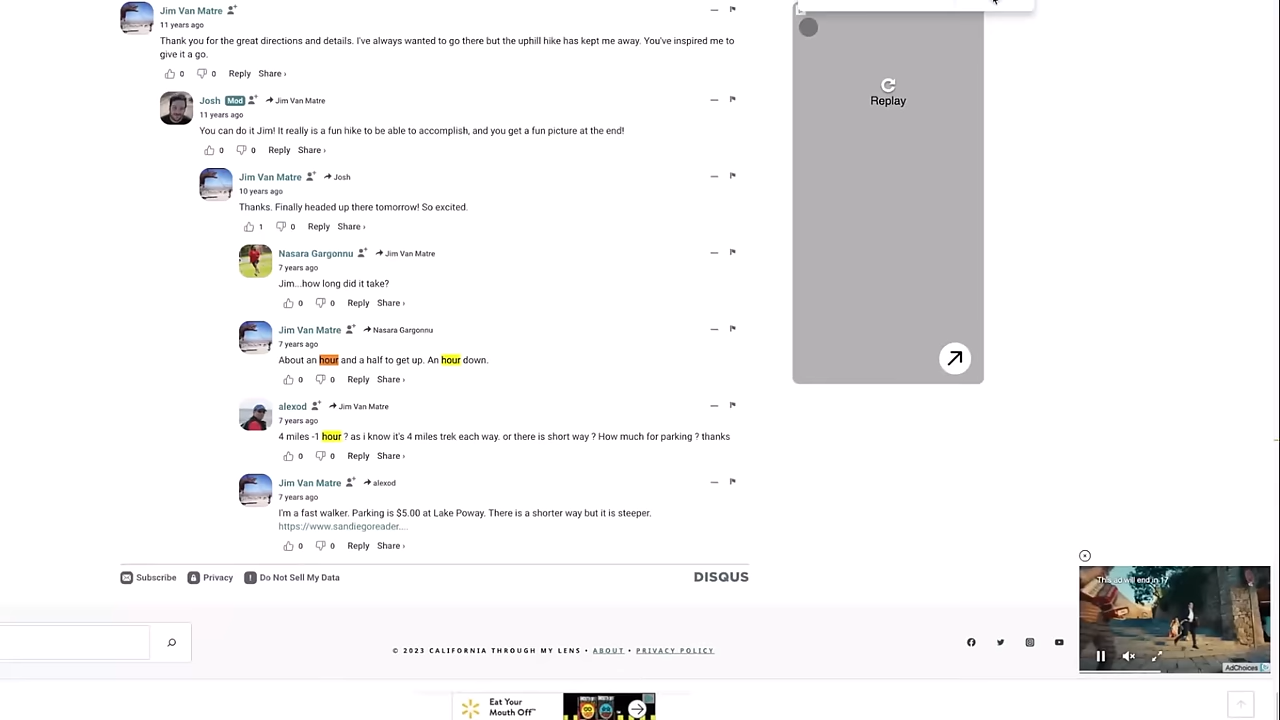 Jim Van Matre
11 years ago
Thank you for the great directions and details. I've always wanted to go there but the uphill hike has kept me away. You've inspired me to
give it a go.
0 0 Reply Share ›
Josh Mod Jim Van Matre
11 years ago
You can do it Jim! It really is a fun hike to be able to accomplish, and you get a fun picture at the end!
0 0 Reply Share ›
Jim Van Matre Josh
10 years ago
Thanks. Finally headed up there tomorrow! So excited.
1 0 Reply Share ›
Nasara Gargonnu Jim Van Matre
7 years ago
Jim...how long did it take?
0 0 Reply Share ›
Jim Van Matre Nasara Gargonnu
7 years ago
About an hour and a half to get up. An hour down.
0 0 Reply Share ›
alexod Jim Van Matre
7 years ago
4 miles -1 hour ? as i know it's 4 miles trek each way. or there is short way ? How much for parking ? thanks
0 0 Reply Share ›
Jim Van Matre alexod
7 years ago
I'm a fast walker. Parking is $5.00 at Lake Poway. There is a shorter way but it is steeper.
https://www.sandiegoreader....
0 0 Reply Share ›
Subscribe Privacy Do Not Sell My Data DISQUS
Replay
This ad will end in 17
AdChoices
© 2023 CALIFORNIA THROUGH MY LENS • ABOUT • PRIVACY POLICY
Eat Your
Mouth Off™